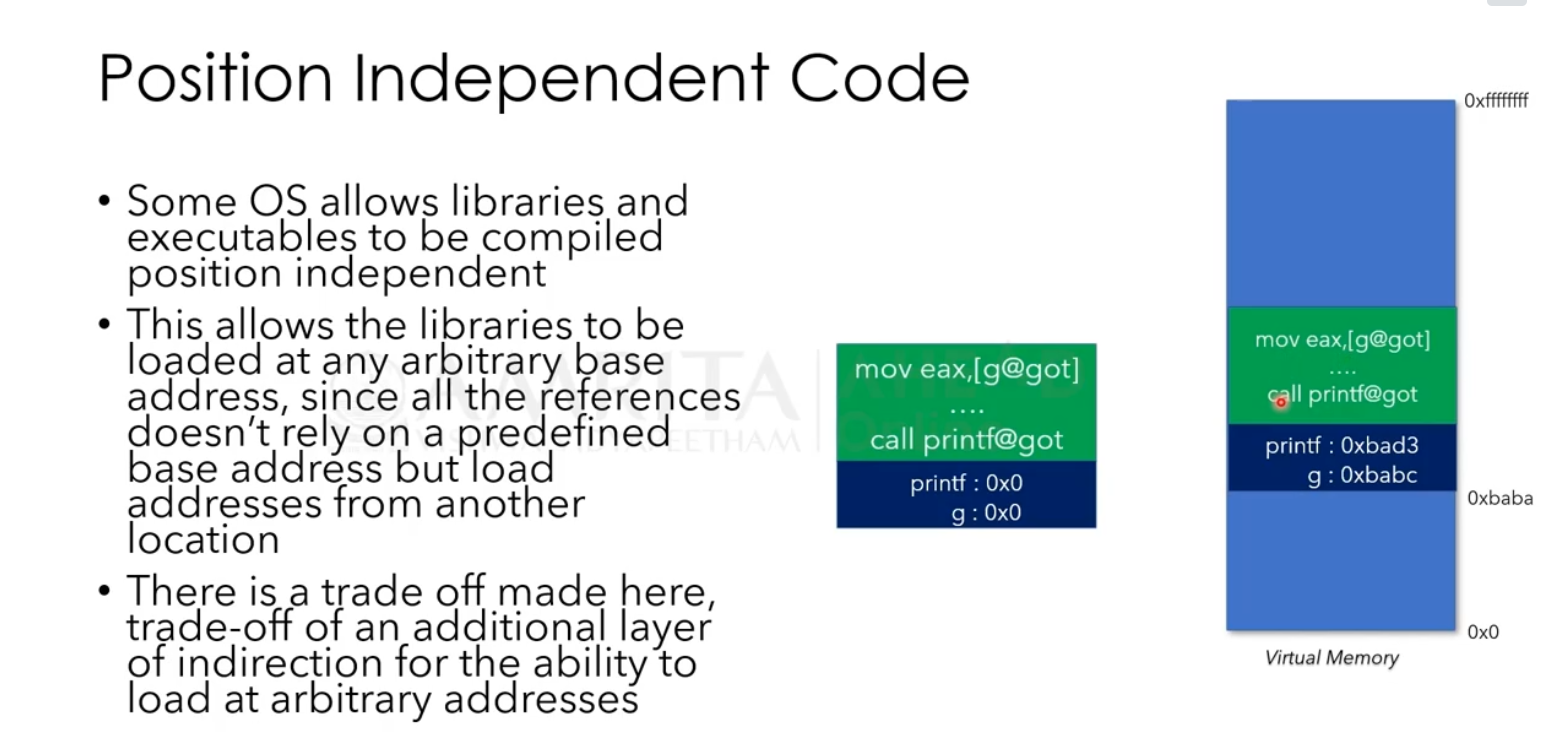 Position Independent Code
• Some OS allows libraries and
executables to be compiled
position independent
• This allows the libraries to be
loaded at any arbitrary base
address, since all the references
doesn't rely on a predefined
base address but load
addresses from another
location
• There is a trade off made here,
trade-off of an additional layer
of indirection for the ability to
load at arbitrary addresses
mov eax,[g@got]
....
call printf@got
printf : 0x0
g : 0x0
0xffffffff
mov eax,[g@got]
....
call printf@got
printf : 0xbad3
g : 0xbabc
0xbaba
0x0
Virtual Memory